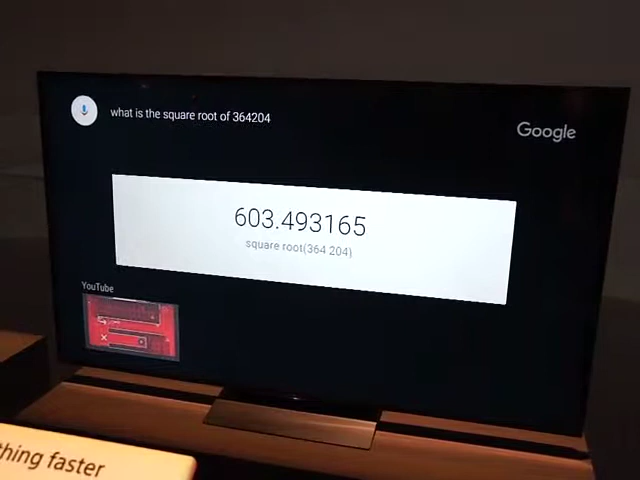 what is the square root of 364204
Google
603.493165
square root(364 204)
YouTube
thing faster